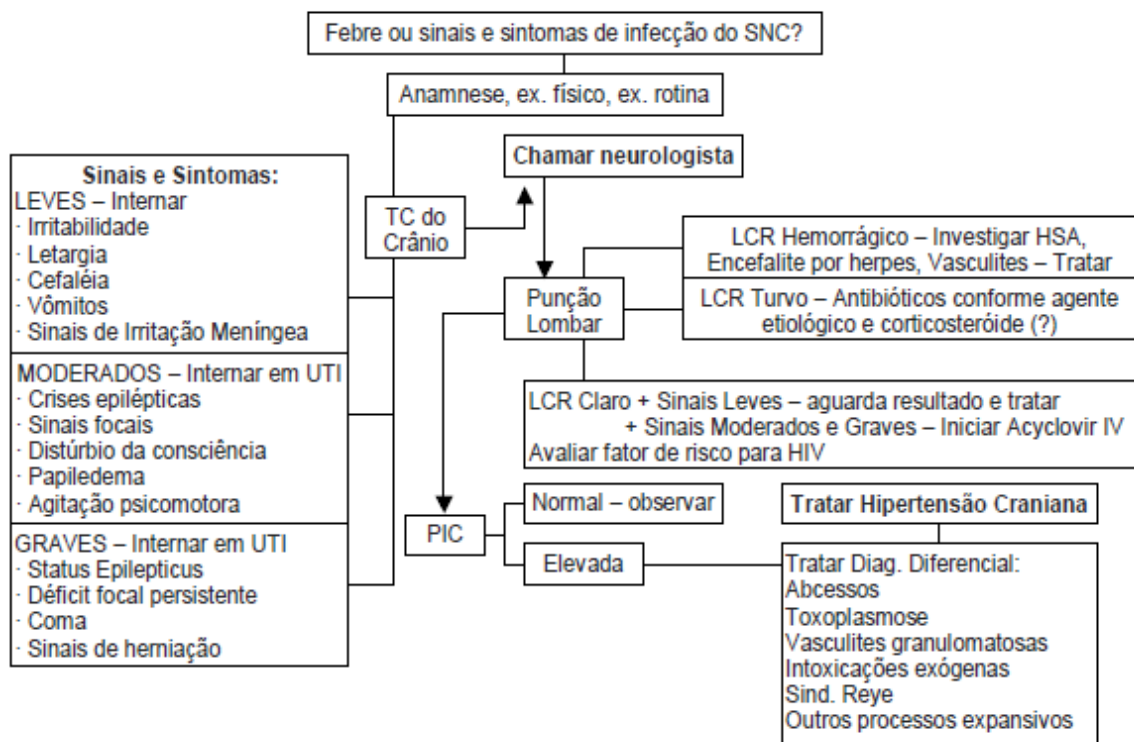 Febre ou sinais e sintomas de infecção do SNC?
Anamnese, ex. físico, ex. rotina
Chamar neurologista
Sinais e Sintomas:
LEVES – Internar
· Irritabilidade
· Letargia
· Cefaléia
· Vômitos
· Sinais de Irritação Meníngea
MODERADOS – Internar em UTI
· Crises epilépticas
· Sinais focais
· Distúrbio da consciência
· Papiledema
· Agitação psicomotora
GRAVES – Internar em UTI
· Status Epilepticus
· Déficit focal persistente
· Coma
· Sinais de herniação
TC do
Crânio
Punção
Lombar
LCR Hemorrágico – Investigar HSA,
Encefalite por herpes, Vasculites – Tratar
LCR Turvo – Antibióticos conforme agente
etiológico e corticosteróide (?)
LCR Claro + Sinais Leves – aguarda resultado e tratar
+ Sinais Moderados e Graves – Iniciar Acyclovir IV
Avaliar fator de risco para HIV
PIC
Normal – observar
Elevada
Tratar Hipertensão Craniana
Tratar Diag. Diferencial:
Abcessos
Toxoplasmose
Vasculites granulomatosas
Intoxicações exógenas
Sind. Reye
Outros processos expansivos